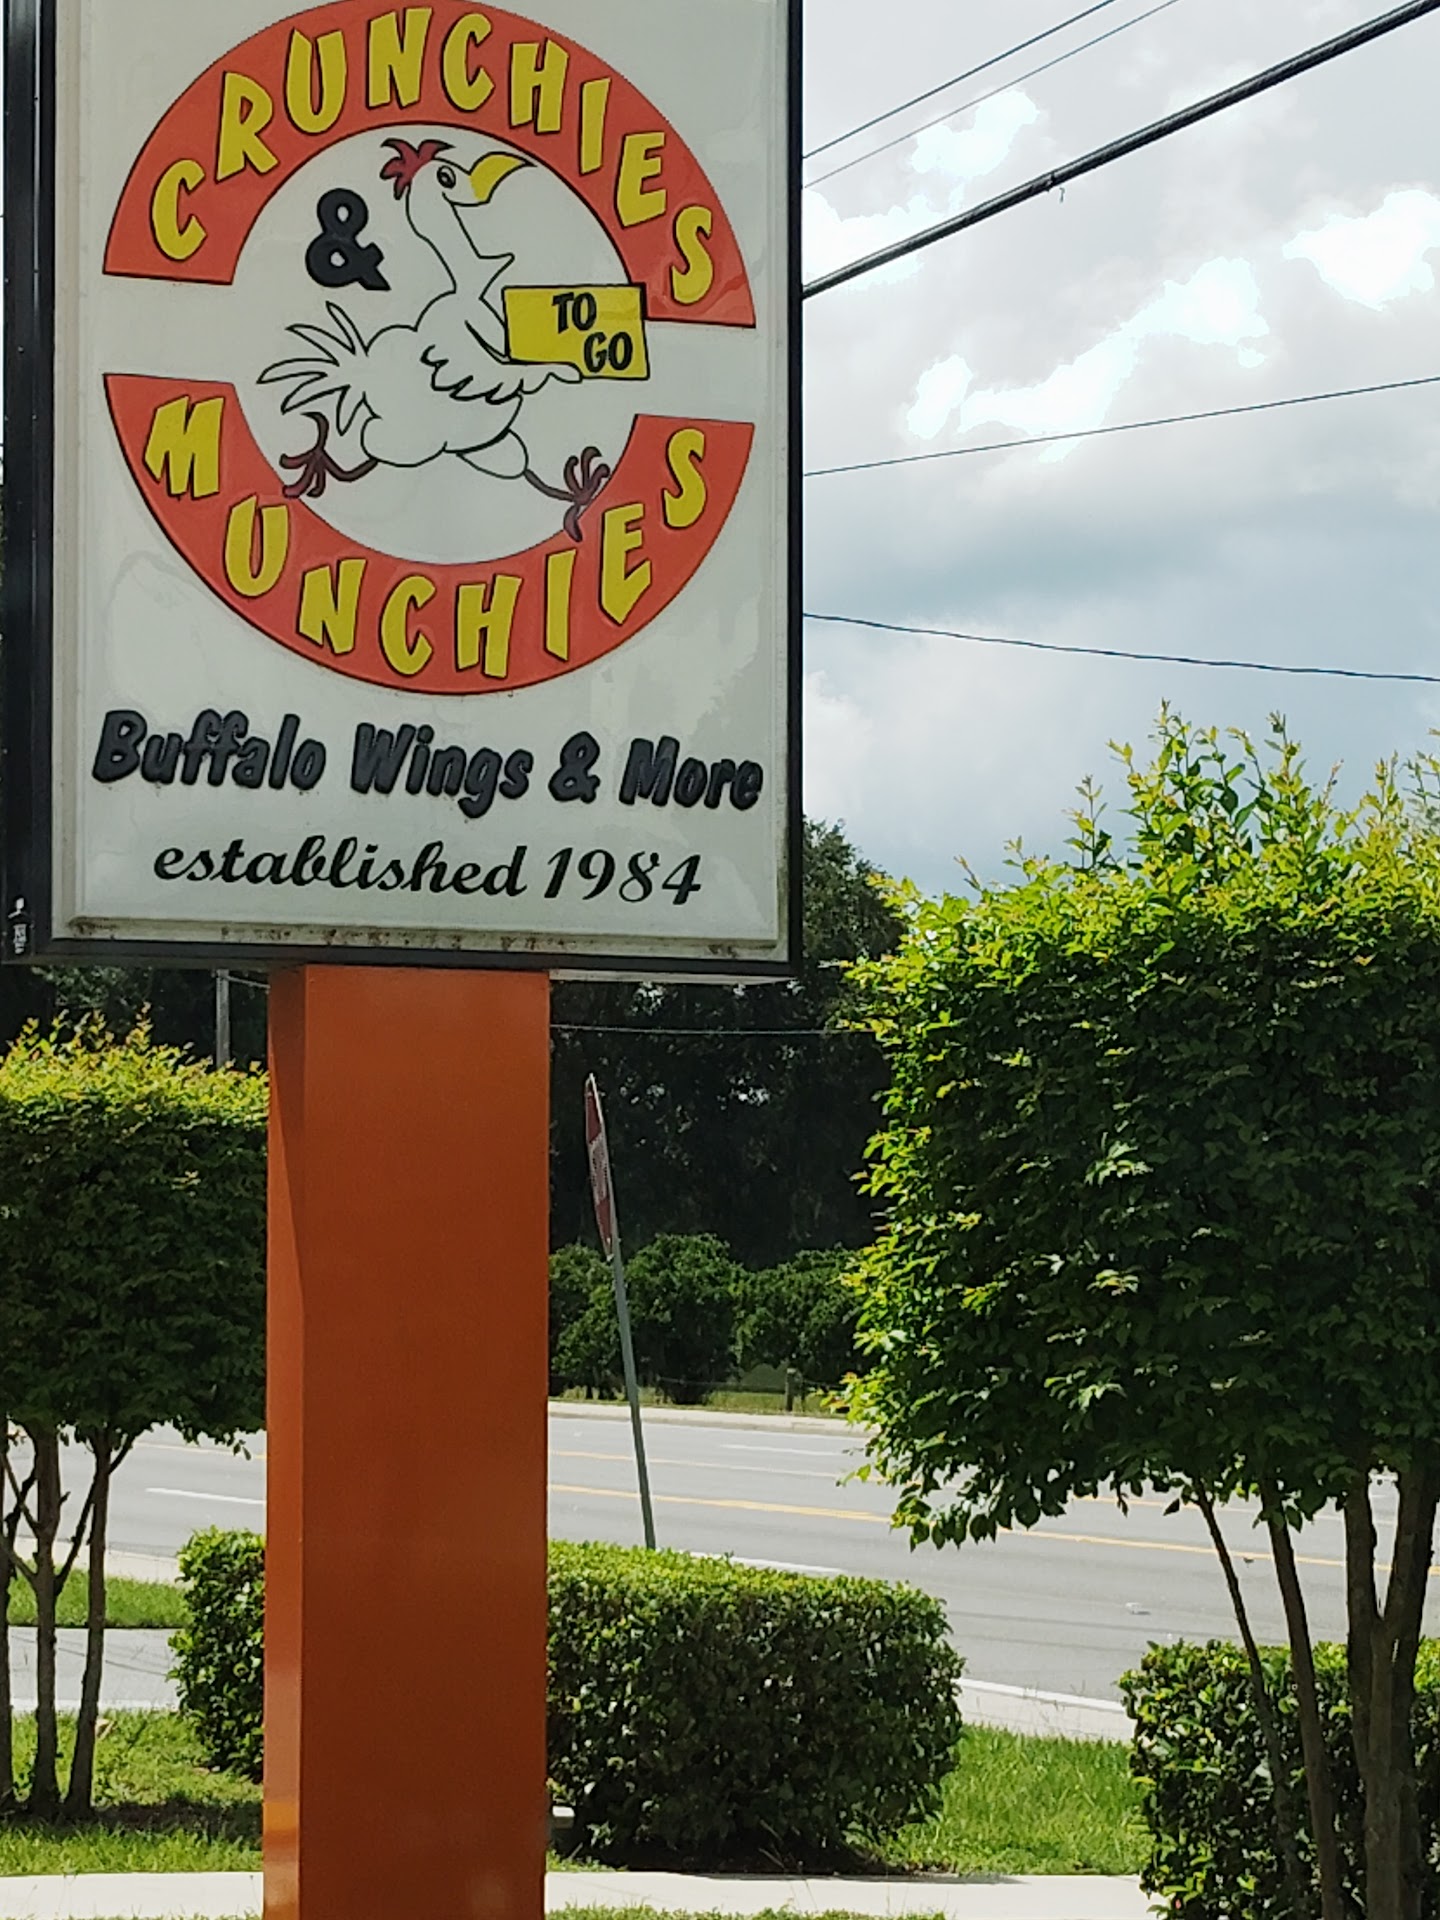 CRUNCHIES
&
TO
GO
MUNCHIES
Buffalo Wings & More
established 1984